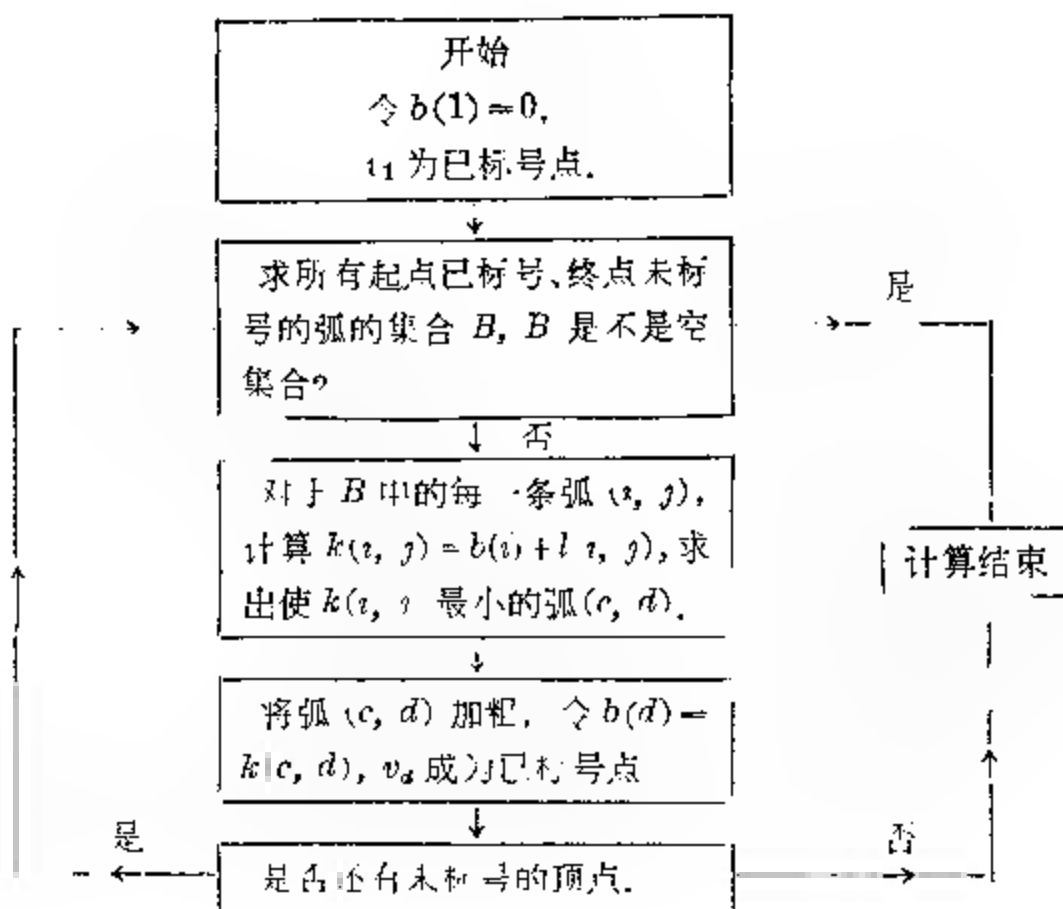 开始
令 b(1)=0,
v₁ 为已标号点.
求所有起点已标号、终点未标
号的弧的集合 B, B 是不是空
集合?
是
否
对于 B 中的每一条弧 (i, j),
计算 k(i, j)=b(i)+l(i, j), 求
出使 k(i, j) 最小的弧(c, d).
计算结束
将弧 (c, d) 加粗, 令 b(d)=
k(c, d), v_d 成为已标号点
是
否
是否还有未标号的顶点.